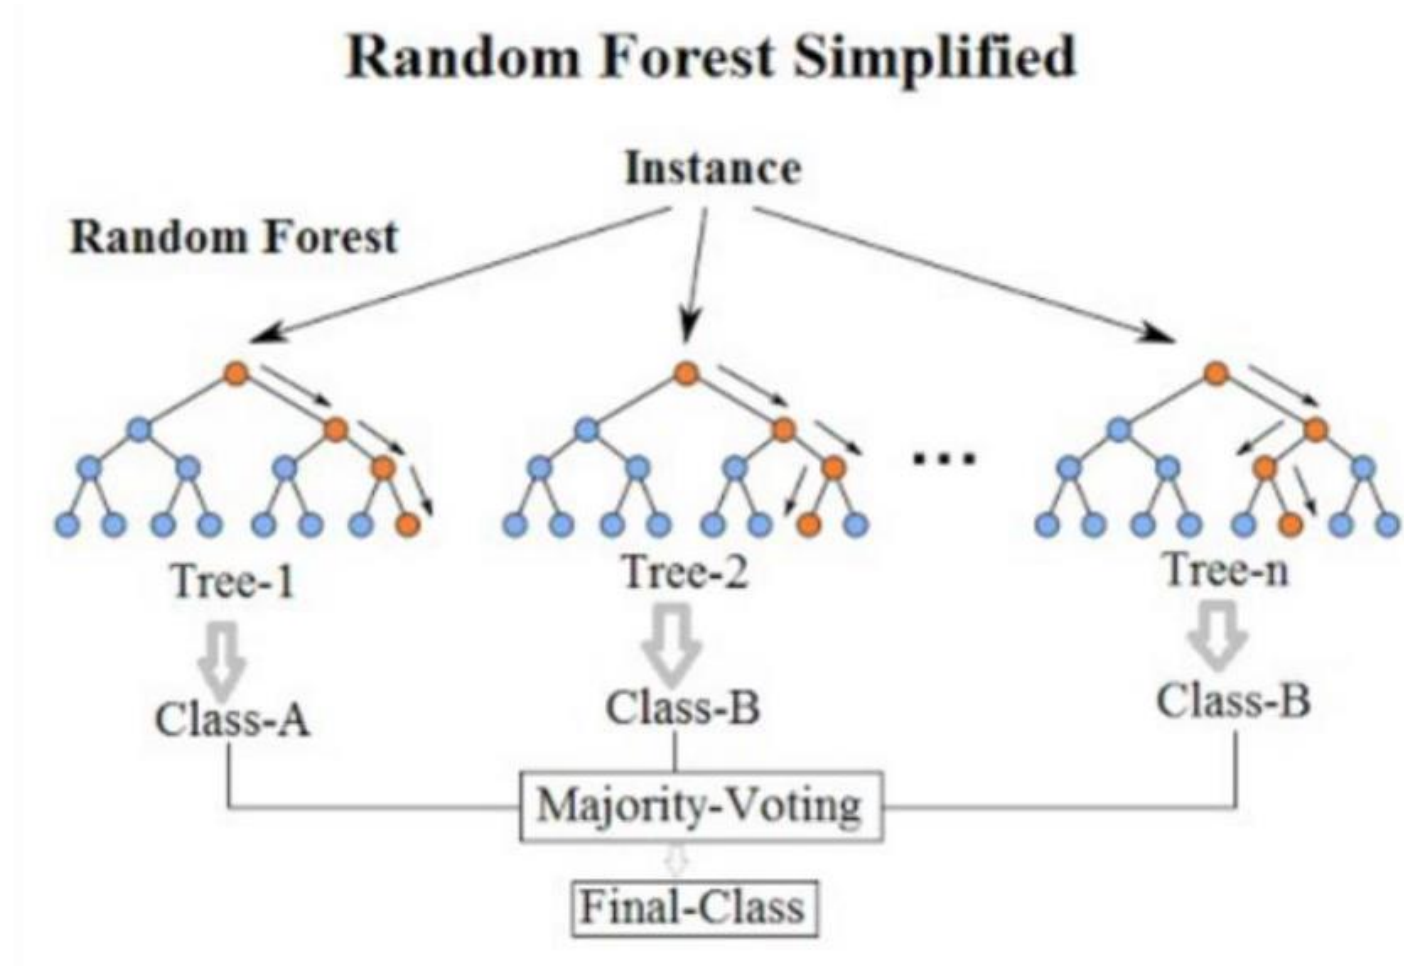 Random Forest Simplified
Instance
Random Forest
...
Tree-1
Tree-2
Tree-n
Class-A
Class-B
Class-B
Majority-Voting
Final-Class